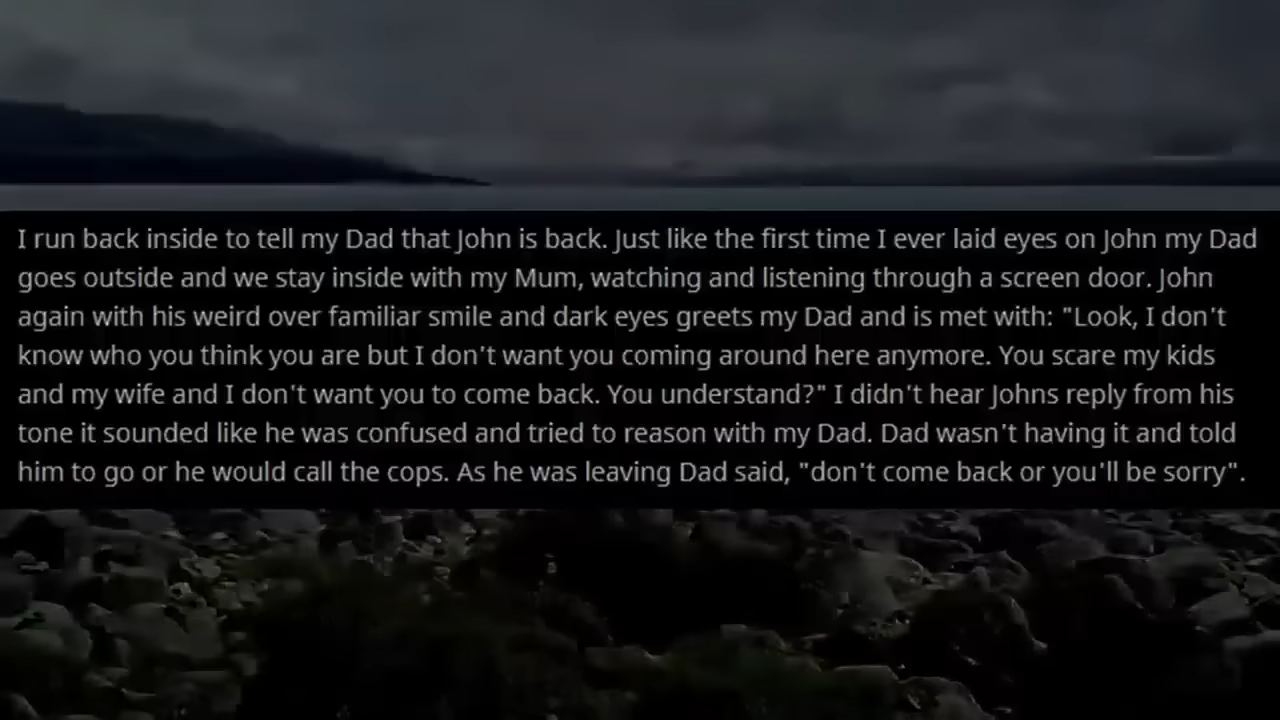 I run back inside to tell my Dad that John is back. Just like the first time I ever laid eyes on John my Dad
goes outside and we stay inside with my Mum, watching and listening through a screen door. John
again with his weird over familiar smile and dark eyes greets my Dad and is met with: "Look, I don't
know who you think you are but I don't want you coming around here anymore. You scare my kids
and my wife and I don't want you to come back. You understand?" I didn't hear Johns reply from his
tone it sounded like he was confused and tried to reason with my Dad. Dad wasn't having it and told
him to go or he would call the cops. As he was leaving Dad said, "don't come back or you'll be sorry".